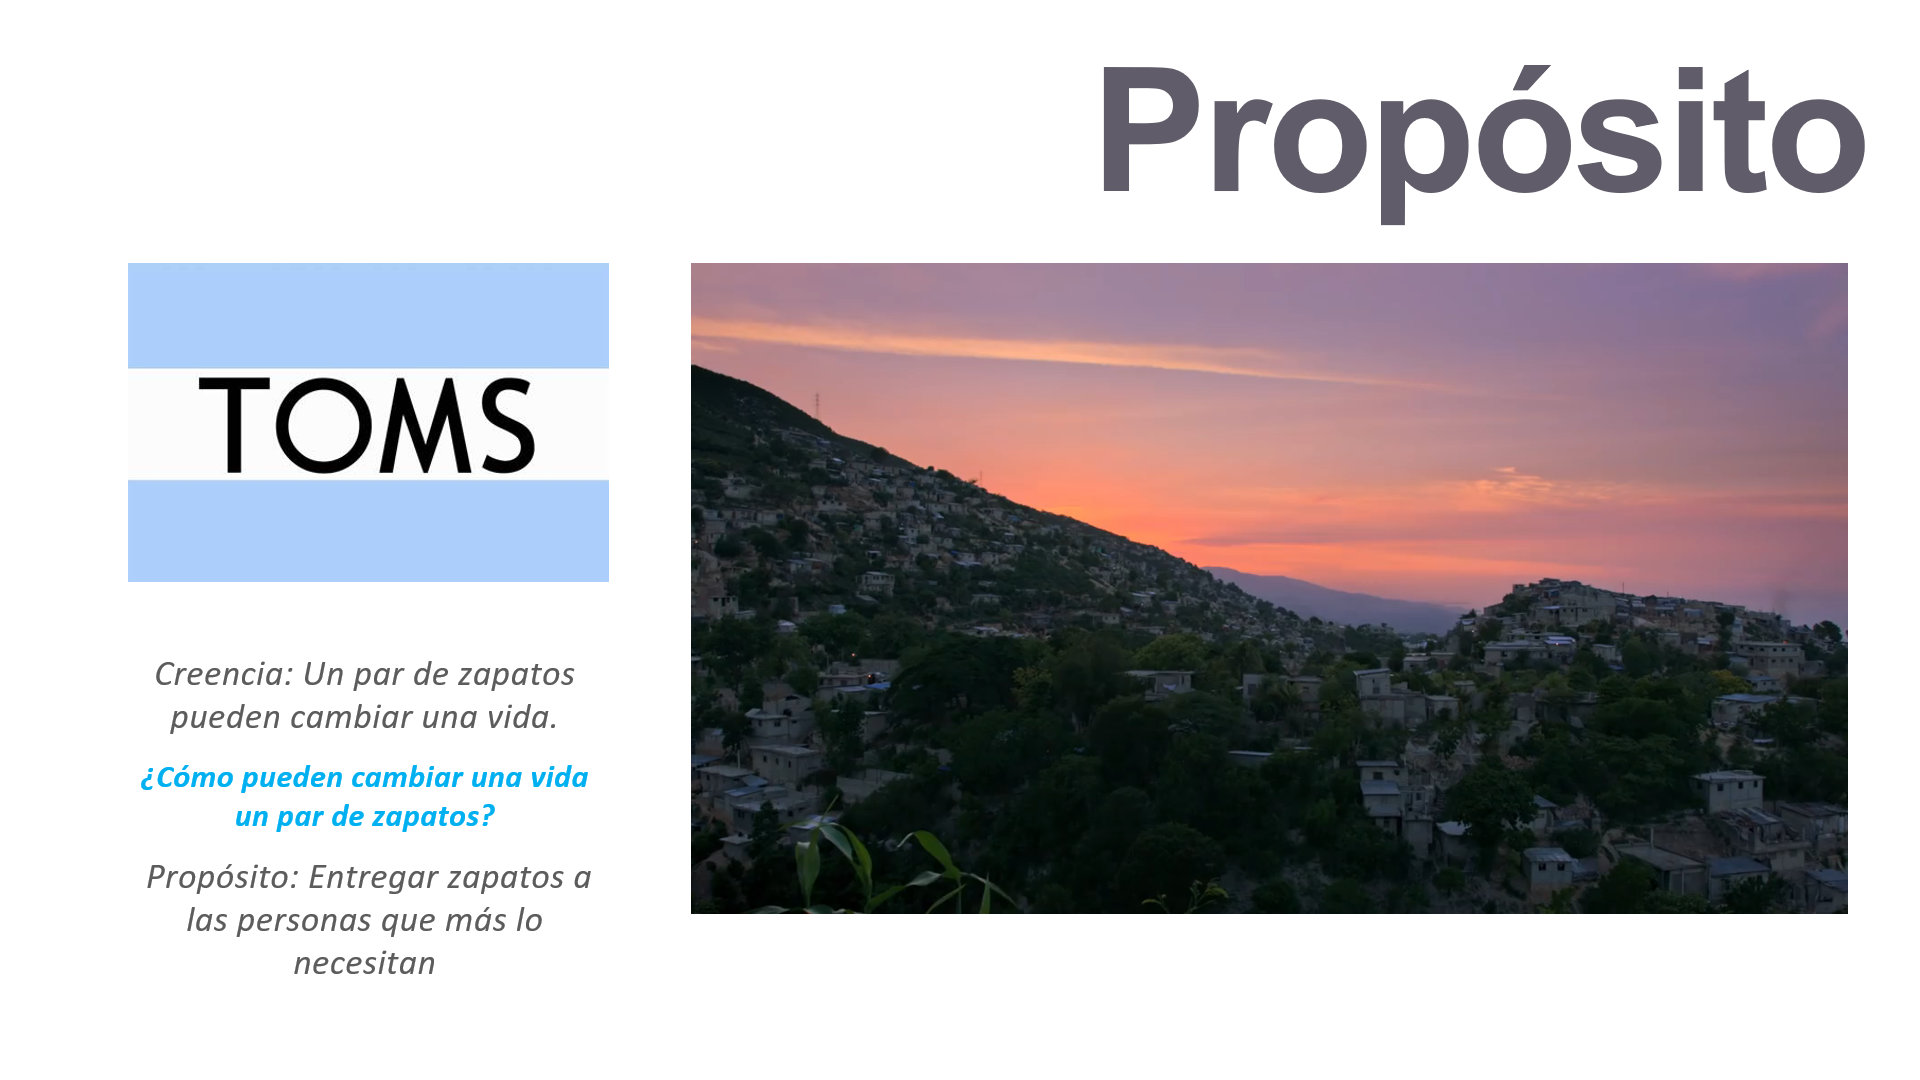 Propósito
TOMS
Creencia: Un par de zapatos
pueden cambiar una vida.
¿Cómo pueden cambiar una vida
un par de zapatos?
Propósito: Entregar zapatos a
las personas que más lo
necesitan